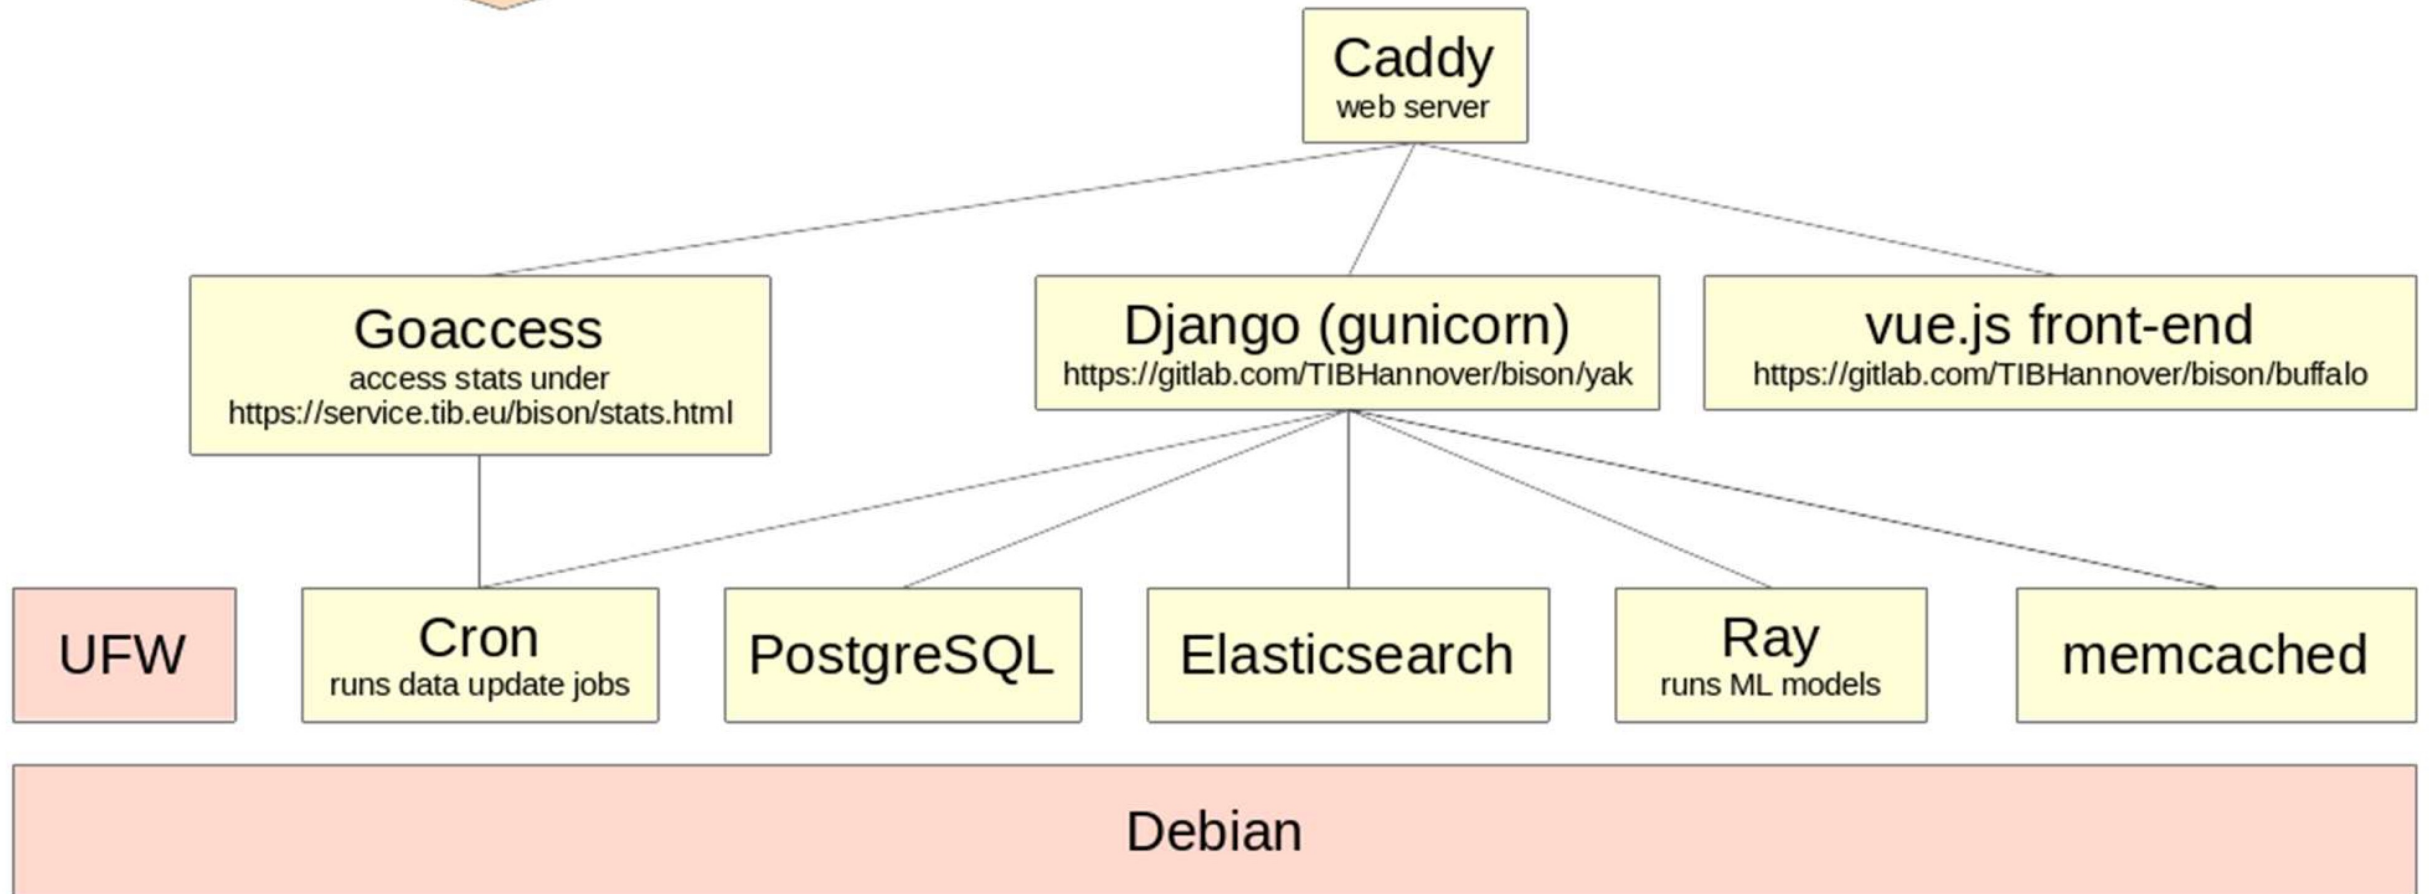 Caddy
web server
Goaccess
access stats under
https://service.tib.eu/bison/stats.html
Django (gunicorn)
https://gitlab.com/TIBHannover/bison/yak
vue.js front-end
https://gitlab.com/TIBHannover/bison/buffalo
UFW
Cron
runs data update jobs
PostgreSQL
Elasticsearch
Ray
runs ML models
memcached
Debian